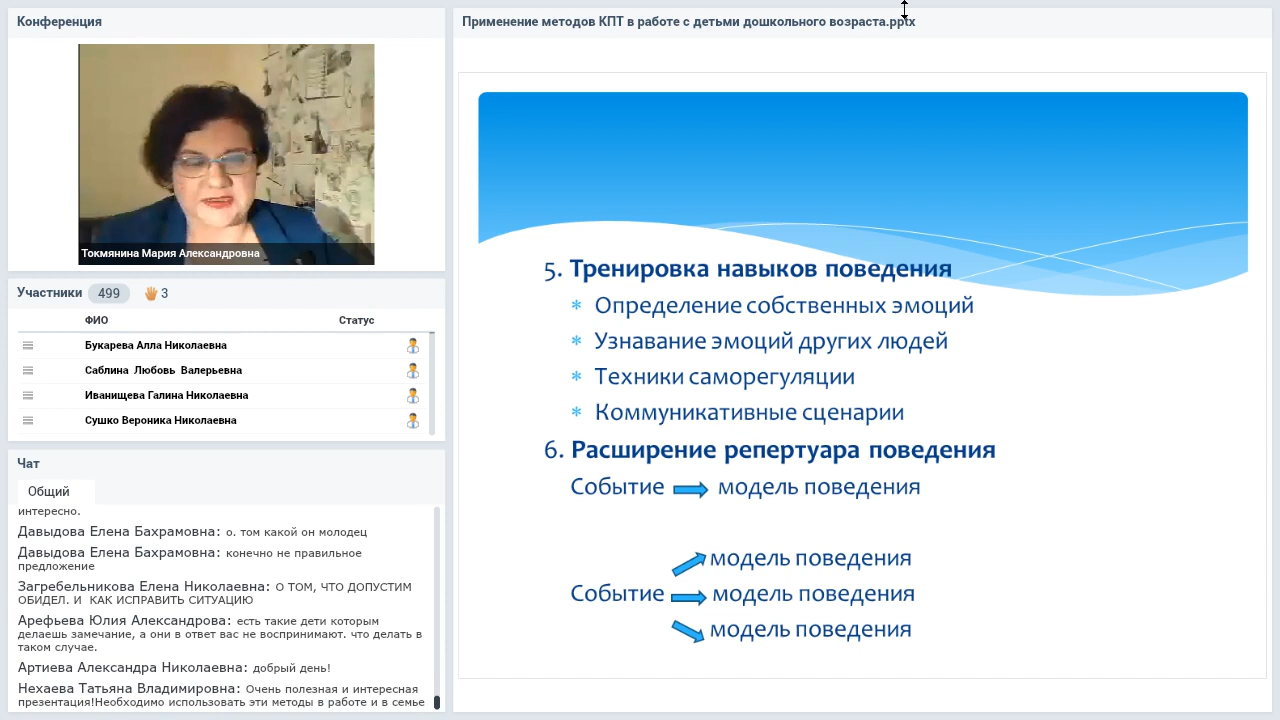 Конференция
Токмянина Мария Александровна
Участники 499 3
ФИО Статус
Букарева Алла Николаевна
Саблина Любовь Валерьевна
Иванищева Галина Николаевна
Сушко Вероника Николаевна
Чат
Общий
интересно.
Давыдова Елена Бахрамовна: о. том какой он молодец
Давыдова Елена Бахрамовна: конечно не правильное
предложение
Загребельникова Елена Николаевна: О ТОМ, ЧТО ДОПУСТИМ
ОБИДЕЛ. И КАК ИСПРАВИТЬ СИТУАЦИЮ
Арефьева Юлия Александрова: есть такие дети которым
делаешь замечание, а они в ответ вас не воспринимают. что делать в
таком случае.
Артиева Александра Николаевна: добрый день!
Нехаева Татьяна Владимировна: Очень полезная и интересная
презентация!Необходимо использовать эти методы в работе и в семье
Применение методов КПТ в работе с детьми дошкольного возраста.pptx
5. Тренировка навыков поведения
* Определение собственных эмоций
* Узнавание эмоций других людей
* Техники саморегуляции
* Коммуникативные сценарии
6. Расширение репертуара поведения
Событие модель поведения
модель поведения
Событие модель поведения
модель поведения